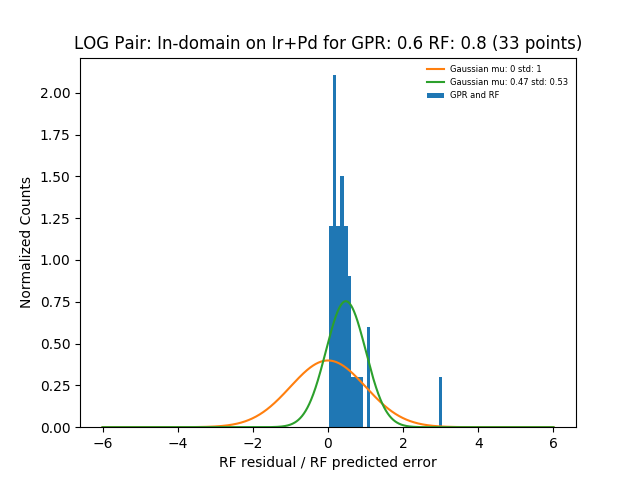 LOG Pair: In-domain on Ir+Pd for GPR: 0.6 RF: 0.8 (33 points)
Gaussian mu: 0 std: 1
Gaussian mu: 0.47 std: 0.53
GPR and RF
Normalized Counts
2.00
1.75
1.50
1.25
1.00
0.75
0.50
0.25
0.00
−6
−4
−2
0
2
4
6
RF residual / RF predicted error